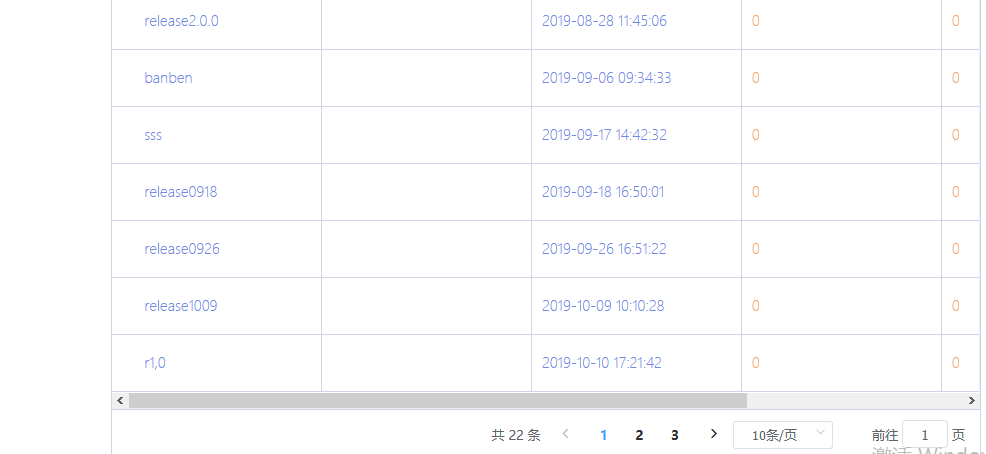 release2.0.0 2019-08-28 11:45:06 0 0
banben 2019-09-06 09:34:33 0 0
sss 2019-09-17 14:42:32 0 0
release0918 2019-09-18 16:50:01 0 0
release0926 2019-09-26 16:51:22 0 0
release1009 2019-10-09 10:10:28 0 0
r1,0 2019-10-10 17:21:42 0 0
共 22 条 1 2 3 10条/页 前往 1 页
激活 Window